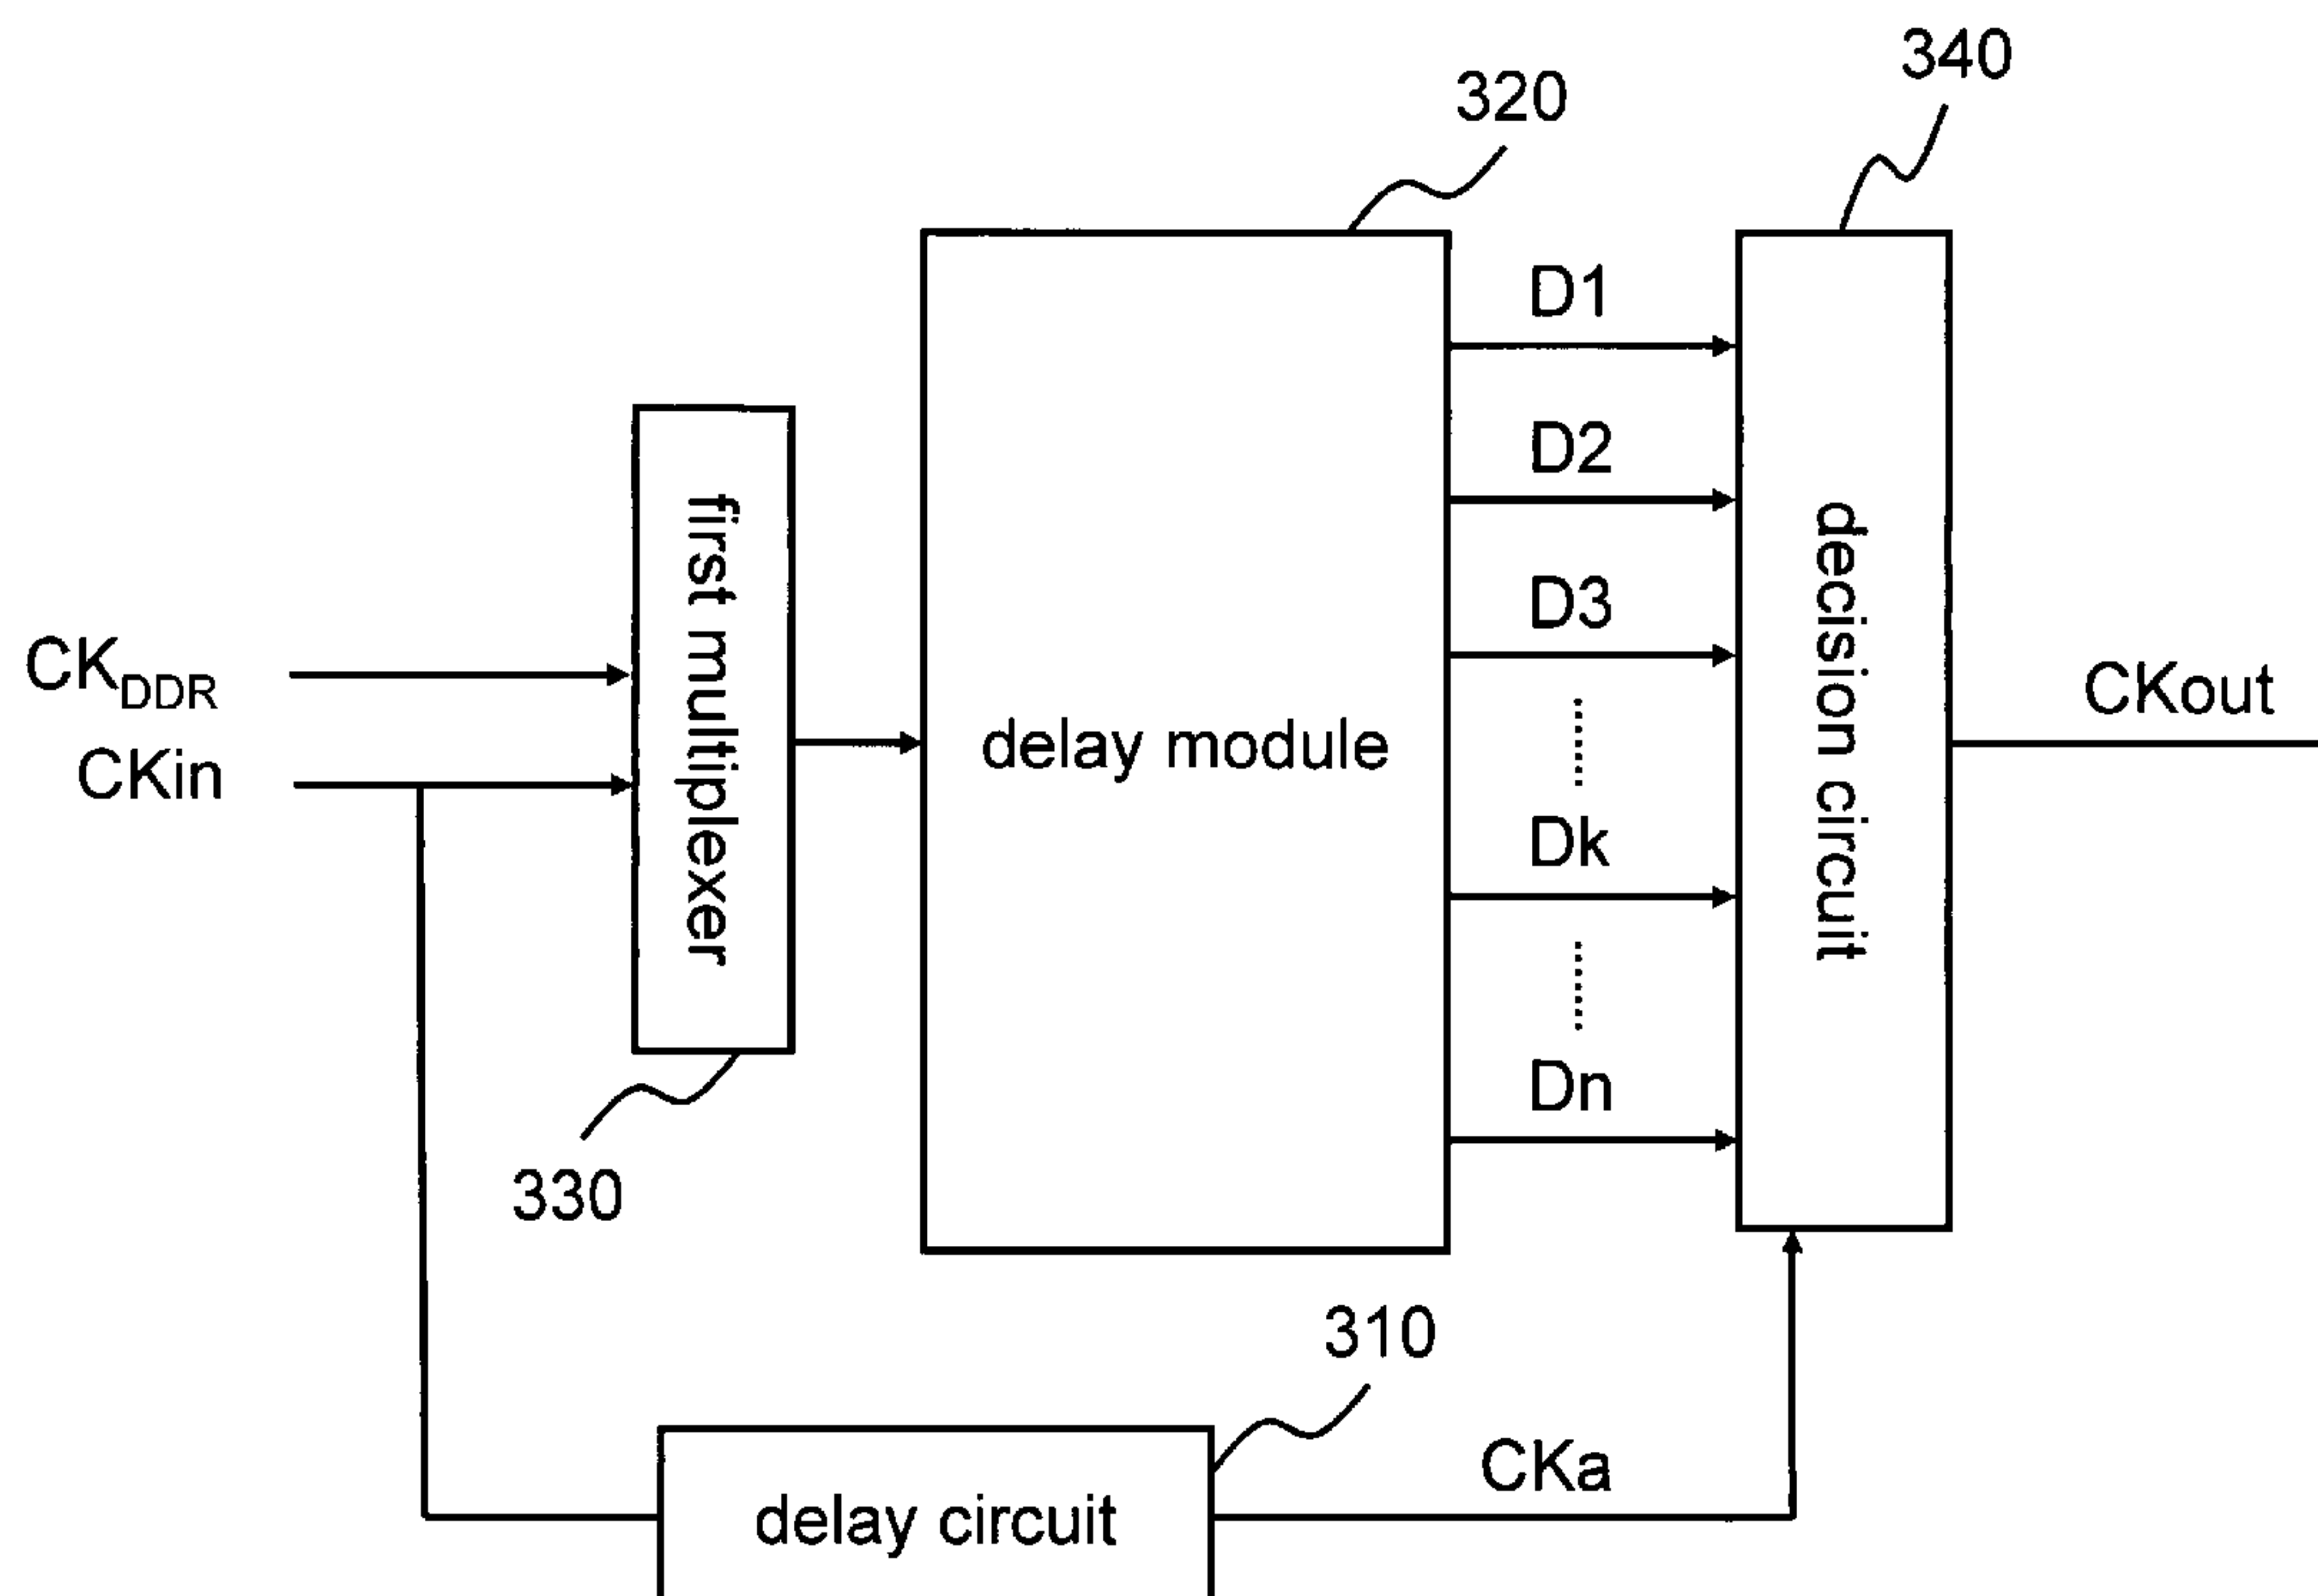 340
320
D1
D2
D3
CK_DDR
CKin
first multiplexer
delay module
decision circuit
CKout
Dk
Dn
330
310
CKa
delay circuit